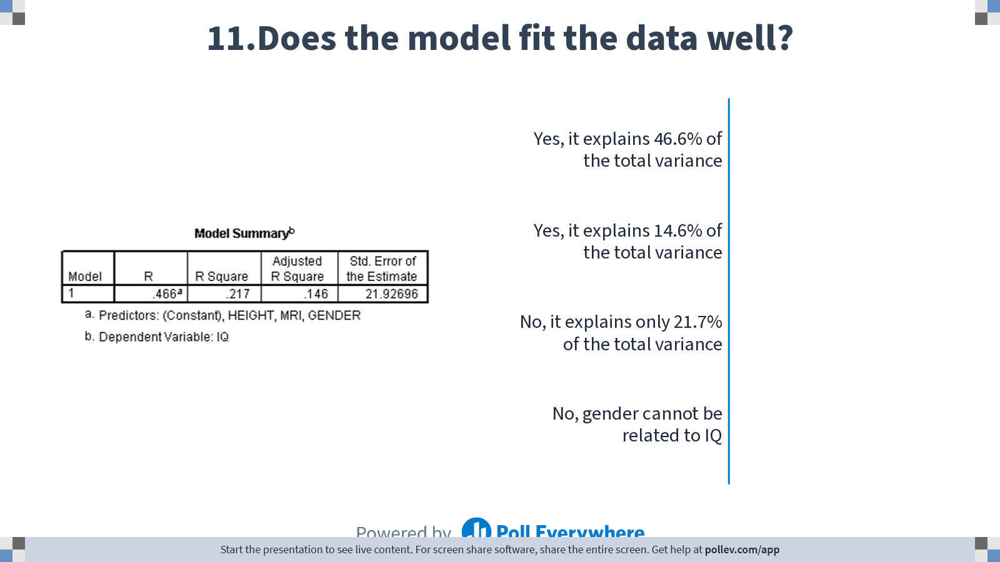 11.Does the model fit the data well?
Model Summaryb
Model R R Square Adjusted R Square Std. Error of the Estimate
1 .466a .217 .146 21.92696
a. Predictors: (Constant), HEIGHT, MRI, GENDER
b. Dependent Variable: IQ
Yes, it explains 46.6% of
the total variance
Yes, it explains 14.6% of
the total variance
No, it explains only 21.7%
of the total variance
No, gender cannot be
related to IQ
Powered by Poll Everywhere
Start the presentation to see live content. For screen share software, share the entire screen. Get help at pollev.com/app